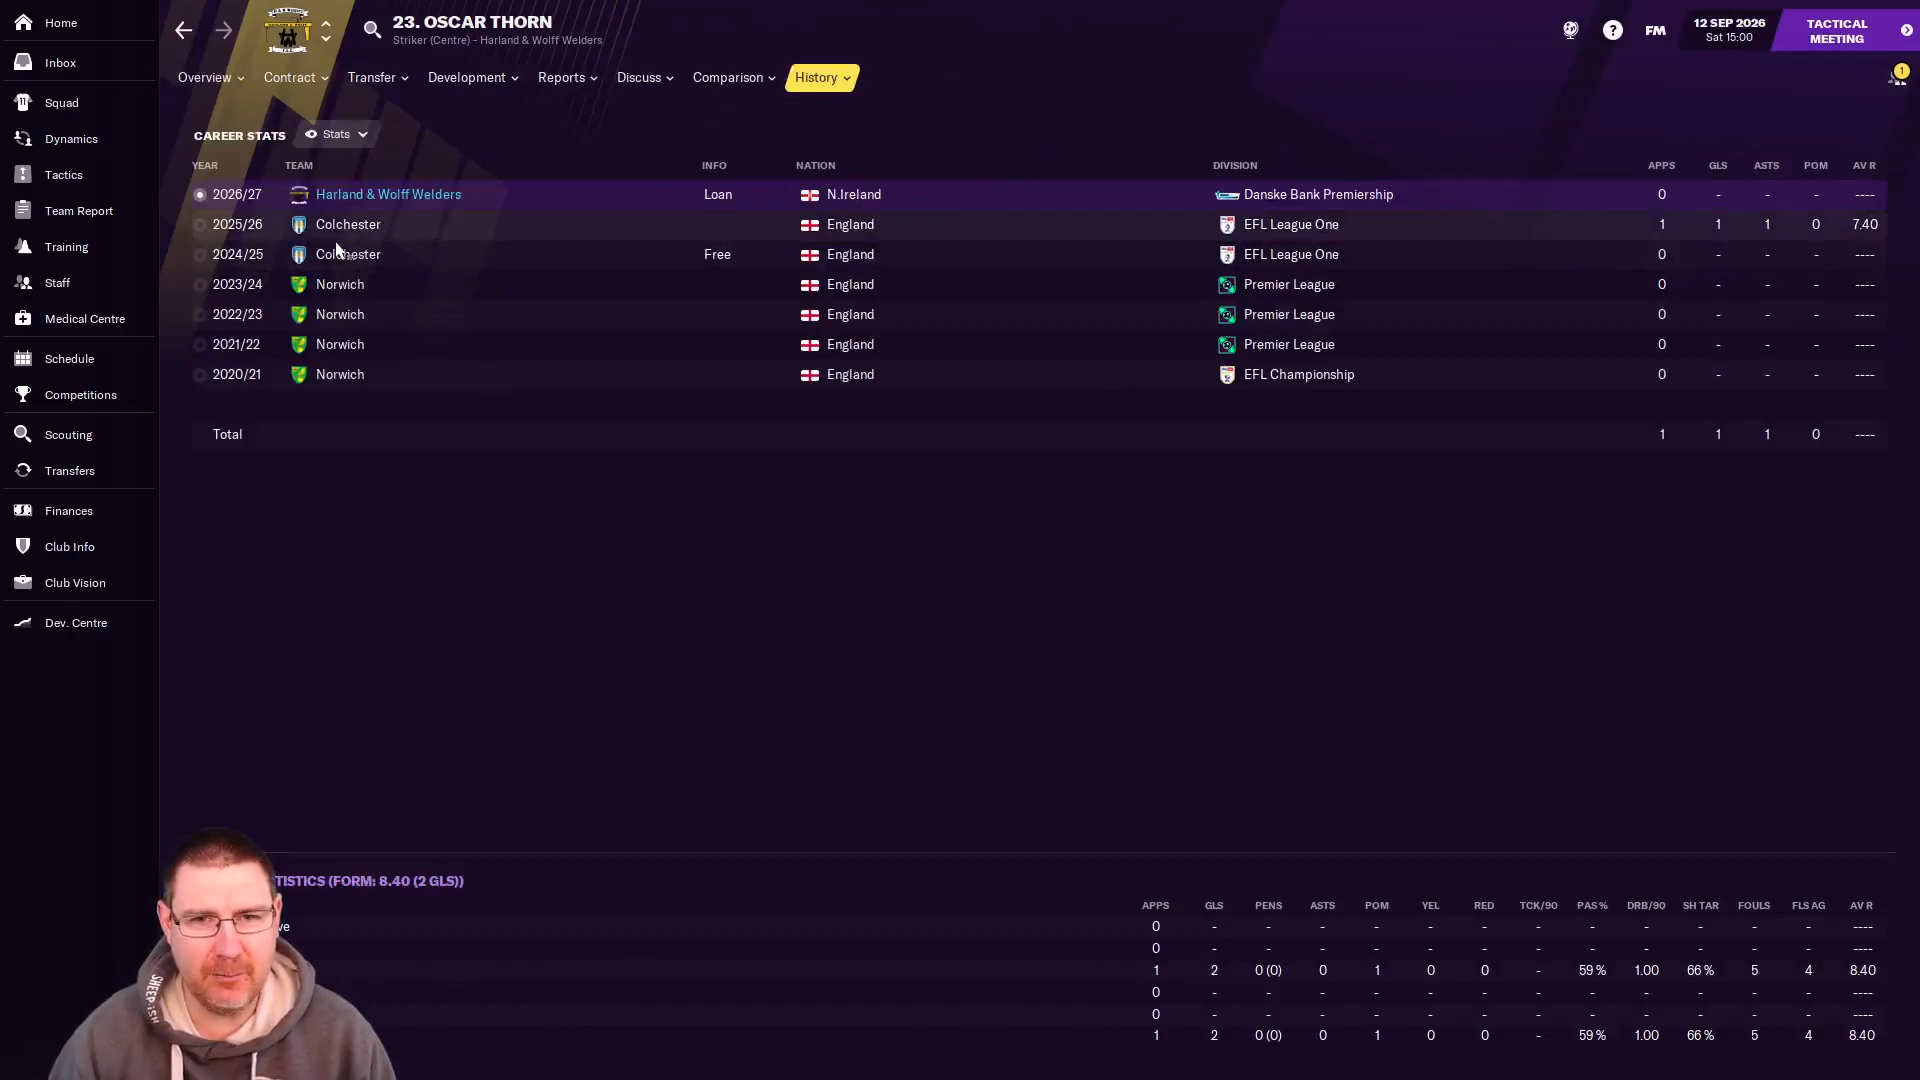 Home
Inbox
Squad
Dynamics
Tactics
Team Report
Training
Staff
Medical Centre
Schedule
Competitions
Scouting
Transfers
Finances
Club Info
Club Vision
Dev. Centre
23. OSCAR THORN
Striker (Centre) - Harland & Wolff Welders
FM
12 SEP 2026
Sat 15:00
TACTICAL MEETING
1
Overview Contract Transfer Development Reports Discuss Comparison History
CAREER STATS Stats
YEAR TEAM INFO NATION DIVISION APPS GLS ASTS POM AV R
2026/27 Harland & Wolff Welders Loan N.Ireland Danske Bank Premiership 0 - - - ----
2025/26 Colchester England EFL League One 1 1 1 0 7.40
2024/25 Colchester Free England EFL League One 0 - - - ----
2023/24 Norwich England Premier League 0 - - - ----
2022/23 Norwich England Premier League 0 - - - ----
2021/22 Norwich England Premier League 0 - - - ----
2020/21 Norwich England EFL Championship 0 - - - ----
Total 1 1 1 0 ----
TISTICS (FORM: 8.40 (2 GLS))
APPS GLS PENS ASTS POM YEL RED TCK/90 PAS % DRB/90 SH TAR FOULS FLS AG AV R
ve 0 - - - - - - - - - - - - ----
0 - - - - - - - - - - - - ----
1 2 0 (0) 0 1 0 0 - 59 % 1.00 66 % 5 4 8.40
0 - - - - - - - - - - - - ----
0 - - - - - - - - - - - - ----
1 2 0 (0) 0 1 0 0 - 59 % 1.00 66 % 5 4 8.40
SHEEPISH